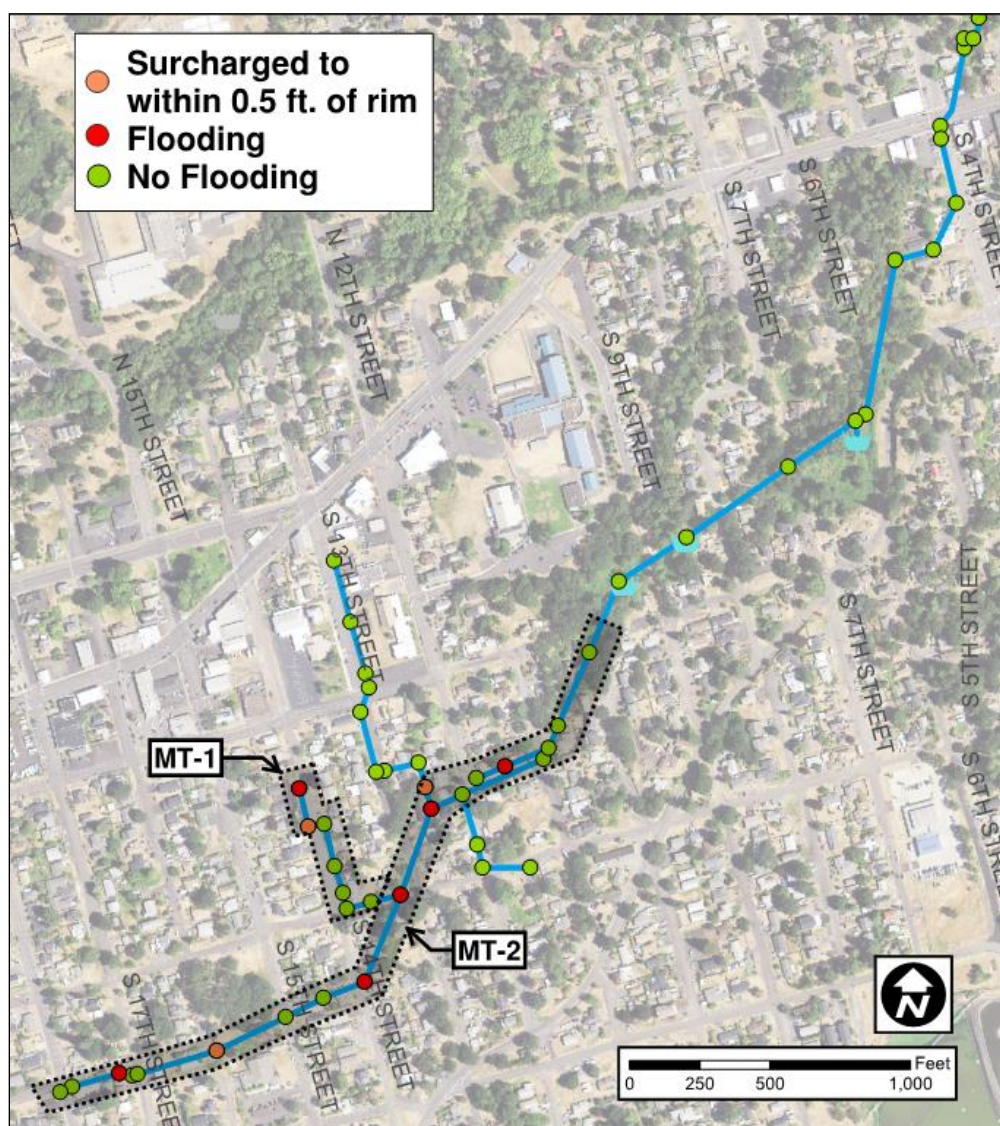 Surcharged to
within 0.5 ft. of rim
Flooding
No Flooding
S 4TH STREET
S 6TH STREET
S 7TH STREET
N 12TH STREET
S 9TH STREET
N 15TH STREET
S 13TH STREET
S 5TH STREET
S 7TH STREET
S 6TH STREET
MT-1
MT-2
S 14TH STREET
S 15TH STREET
S 17TH STREET
N
Feet
0 250 500 1,000